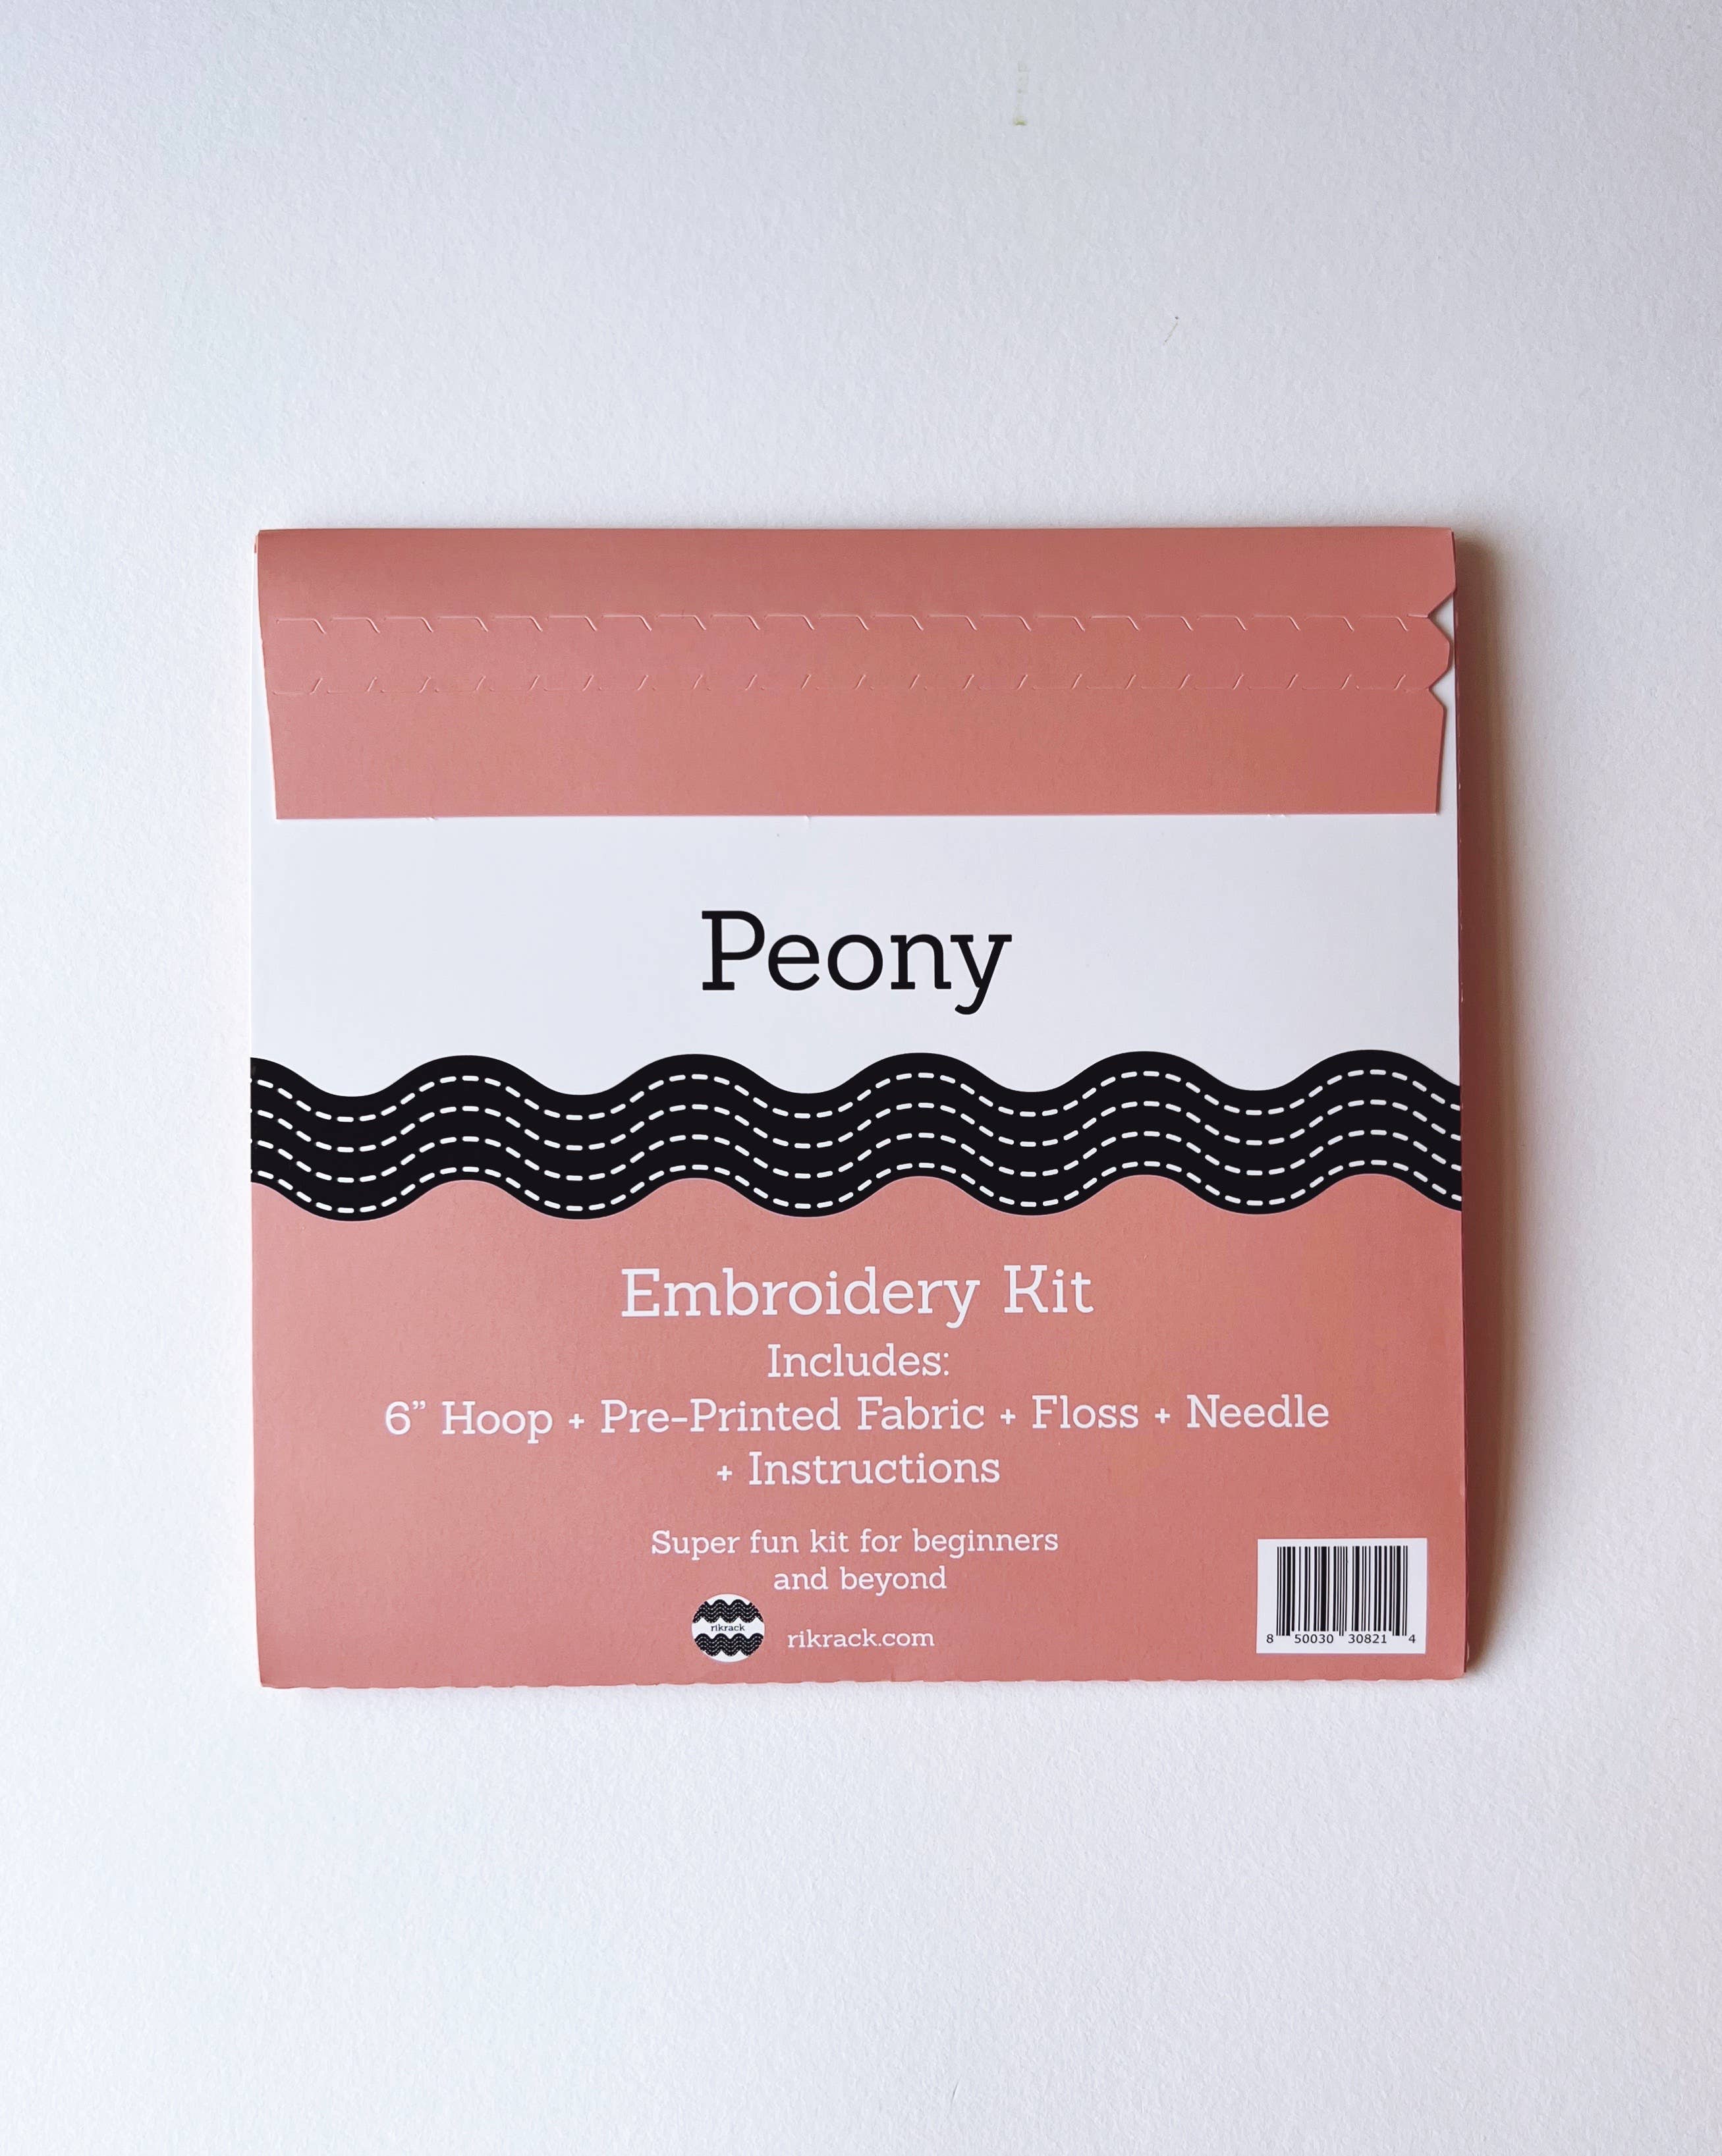 Peony
Embroidery Kit
Includes:
6” Hoop + Pre-Printed Fabric + Floss + Needle
+ Instructions
Super fun kit for beginners
and beyond
rikrack
rikrack.com
8 50030 30821 4